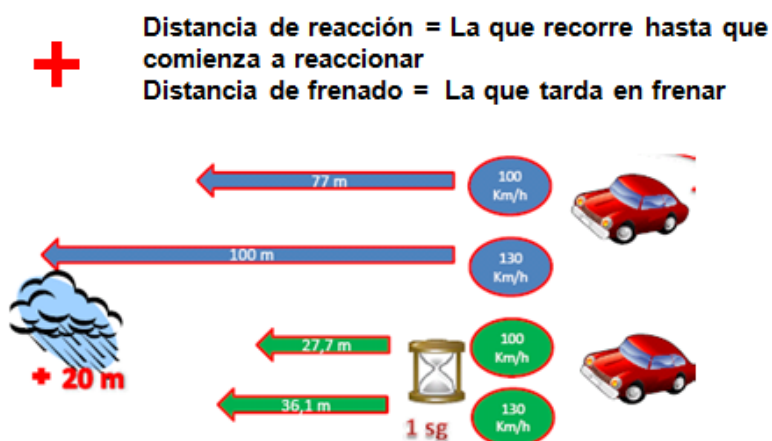 Distancia de reacción = La que recorre hasta que
comienza a reaccionar
Distancia de frenado = La que tarda en frenar
77 m
100
Km/h
100 m
130
Km/h
+ 20 m
27,7 m
100
Km/h
36,1 m
1 sg
130
Km/h